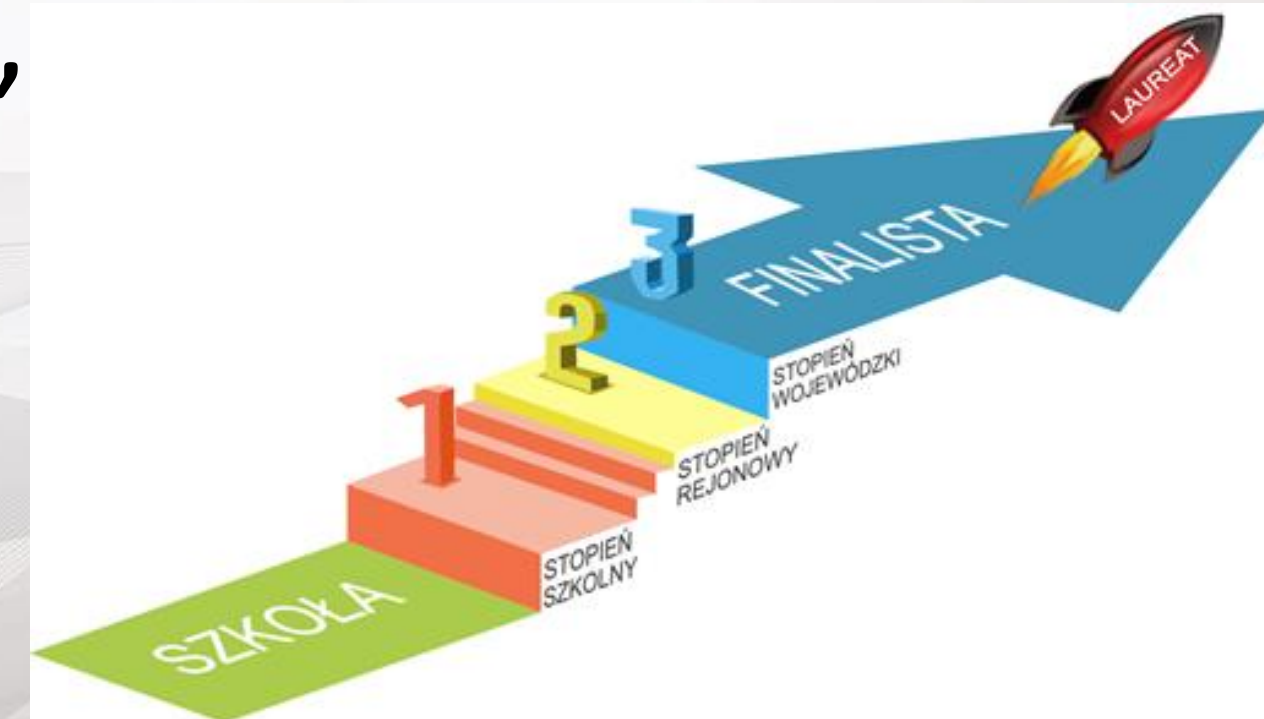 ,
LAUREAT
FINALISTA
3
2
1
STOPIEŃ
WOJEWÓDZKI
STOPIEŃ
REJONOWY
STOPIEŃ
SZKOLNY
SZKOŁA